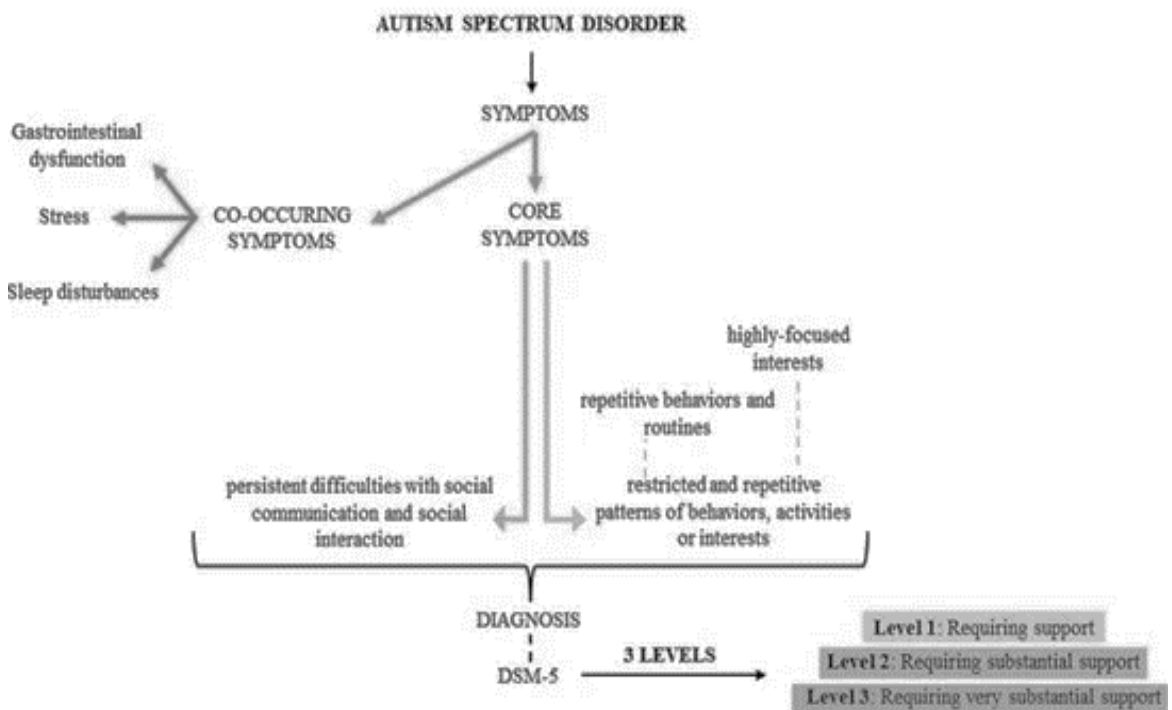 AUTISM SPECTRUM DISORDER
SYMPTOMS
Gastrointestinal
dysfunction
Stress
Sleep disturbances
CO-OCCURING
SYMPTOMS
CORE
SYMPTOMS
highly-focused
interests
repetitive behaviors and
routines
persistent difficulties with social
communication and social
interaction
restricted and repetitive
patterns of behaviors, activities
or interests
DIAGNOSIS
DSM-5
3 LEVELS
Level 1: Requiring support
Level 2: Requiring substantial support
Level 3: Requiring very substantial support